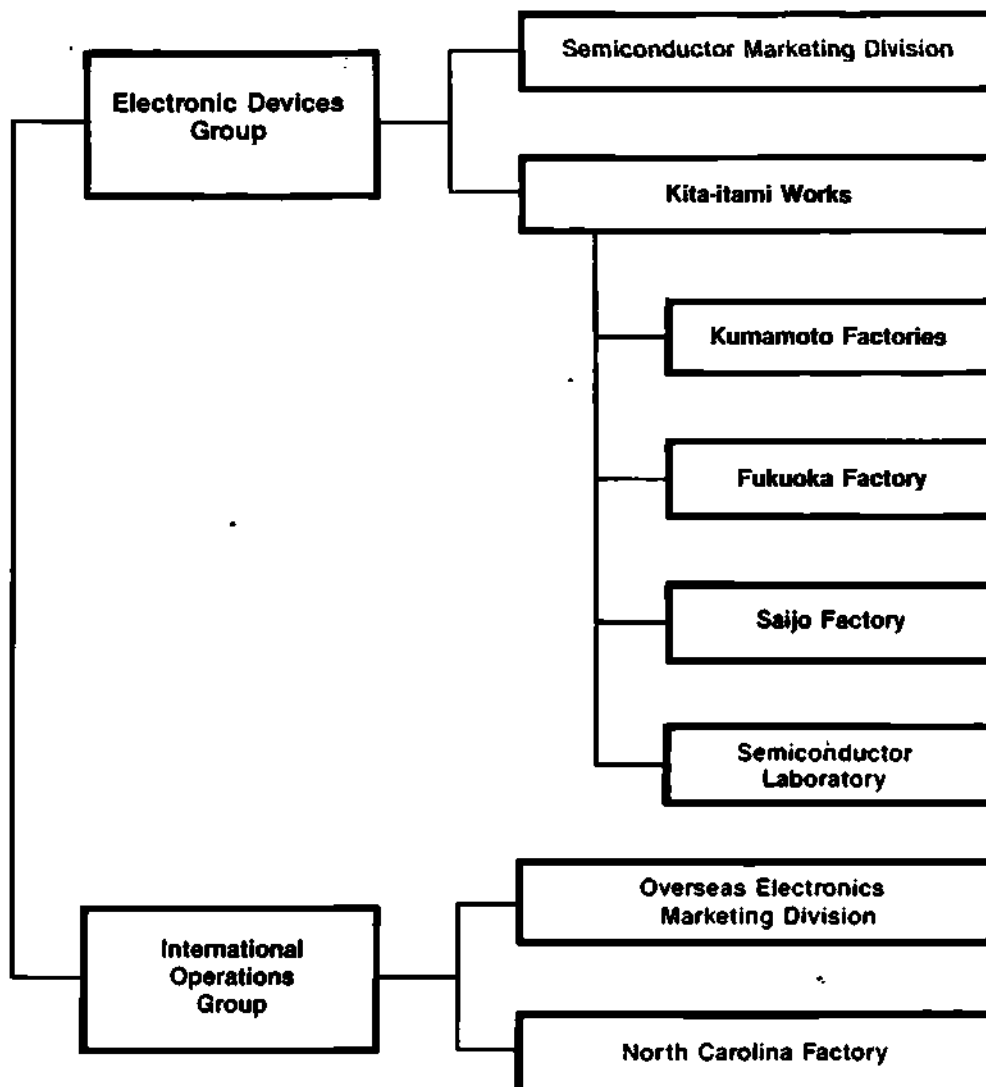 Semiconductor Marketing Division
Electronic Devices
Group
Kita-itami Works
Kumamoto Factories
Fukuoka Factory
Saijo Factory
Semiconductor
Laboratory
Overseas Electronics
Marketing Division
International
Operations
Group
North Carolina Factory